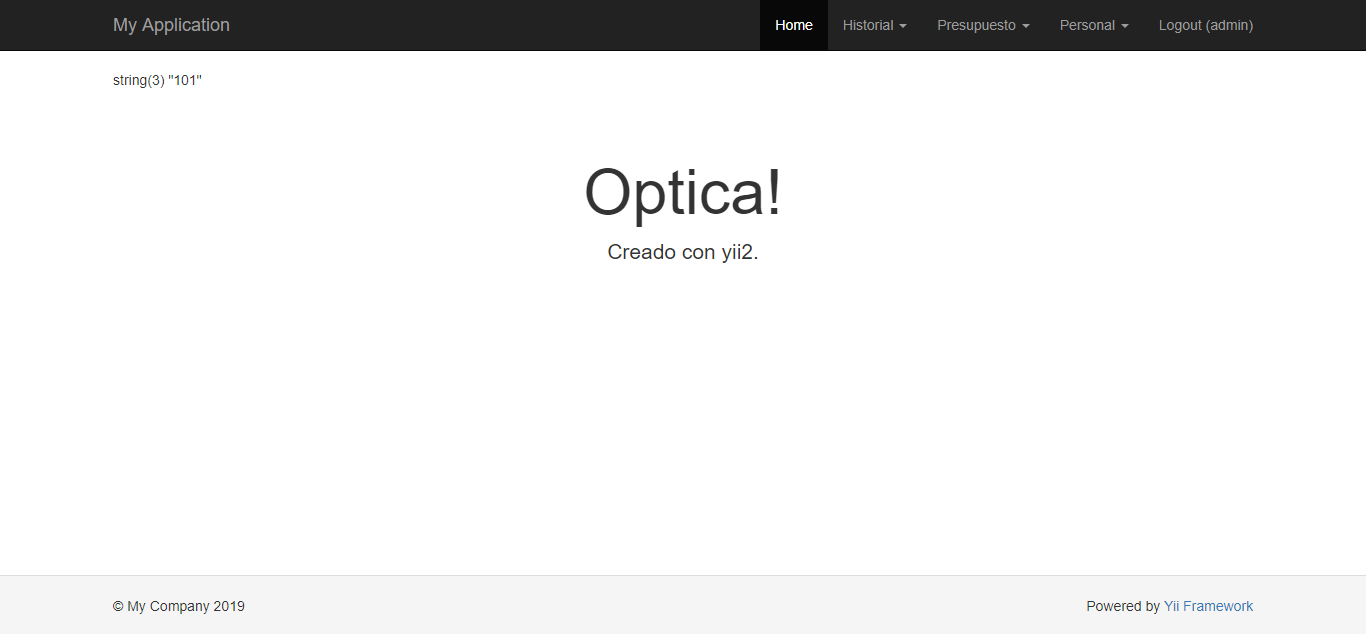 My Application Home Historial Presupuesto Personal Logout (admin)
string(3) "101"
Optica!
Creado con yii2.
© My Company 2019 Powered by Yii Framework